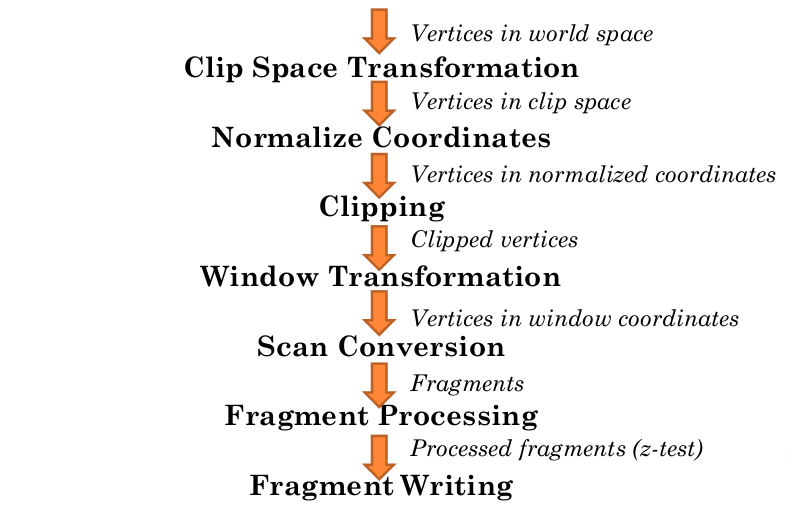 Vertices in world space
Clip Space Transformation
Vertices in clip space
Normalize Coordinates
Vertices in normalized coordinates
Clipping
Clipped vertices
Window Transformation
Vertices in window coordinates
Scan Conversion
Fragments
Fragment Processing
Processed fragments (z-test)
Fragment Writing